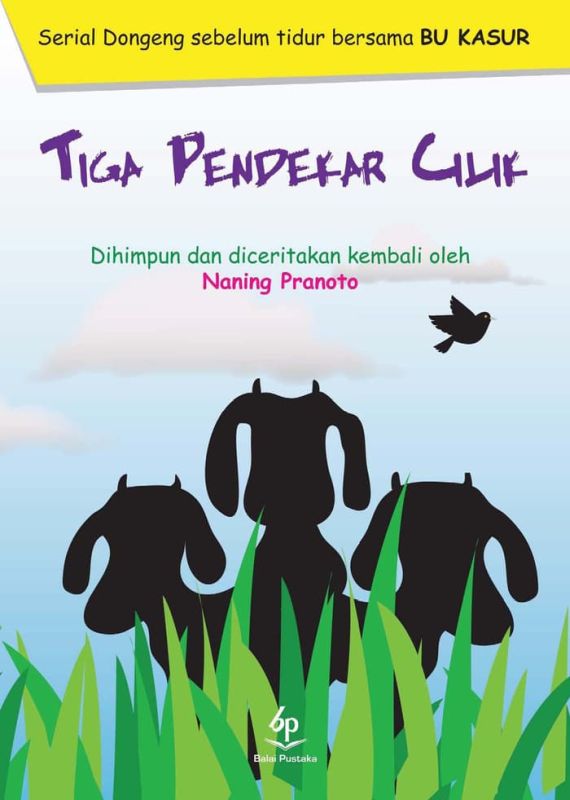 Serial Dongeng sebelum tidur bersama BU KASUR
TIGA PENDEKAR CILIK
Dihimpun dan diceritakan kembali oleh
Naning Pranoto
bp
Balai Pustaka